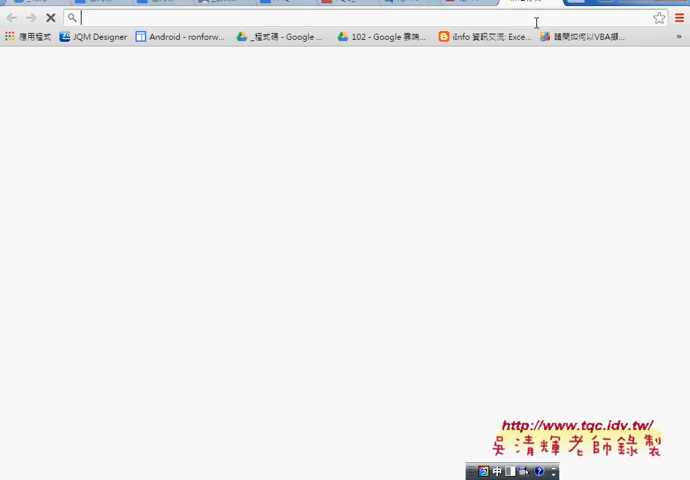 應用程式 JQM Designer Android - ronforw... _程式碼 - Google ... 102 - Google 雲端... iInfo 資訊交流: Exce... 請問如何以VBA擷... »
http://www.tqc.idv.tw/
吳清輝老師錄製
中